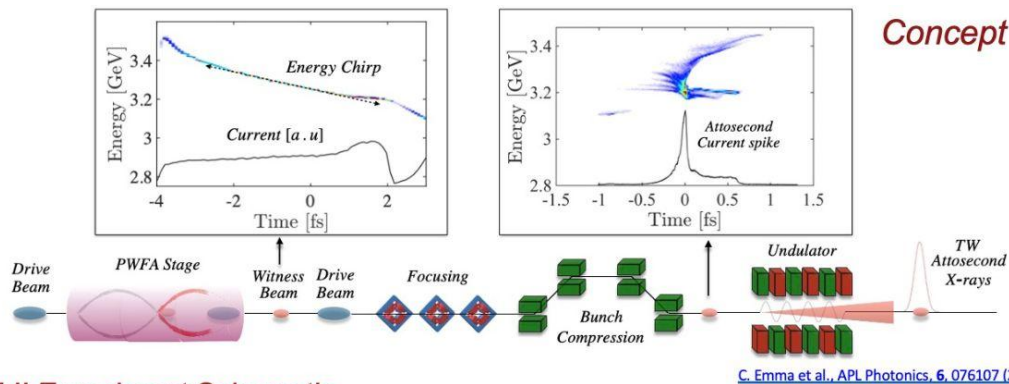 Concept
Energy [GeV]
3.4
3.2
3
2.8
Energy Chirp
Current [a.u]
-4
-2
0
2
Time [fs]
Energy [GeV]
3.4
3.2
3
2.8
Attosecond
Current spike
-1.5
-1
-0.5
0
0.5
1
1.5
Time [fs]
Drive
Beam
PWFA Stage
Witness
Beam
Drive
Beam
Focusing
Bunch
Compression
Undulator
TW
Attosecond
X-rays
C. Emma et al., APL Photonics, 6, 076107 (